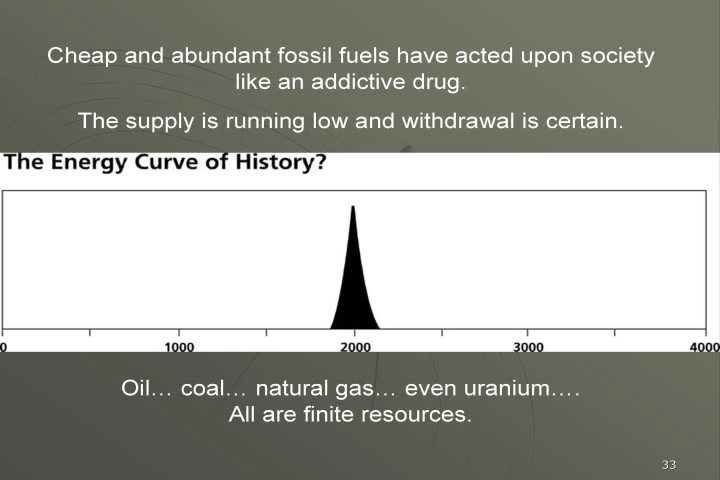 Cheap and abundant fossil fuels have acted upon society
like an addictive drug.
The supply is running low and withdrawal is certain.
The Energy Curve of History?
0 1000 2000 3000 4000
Oil… coal… natural gas… even uranium….
All are finite resources.
33